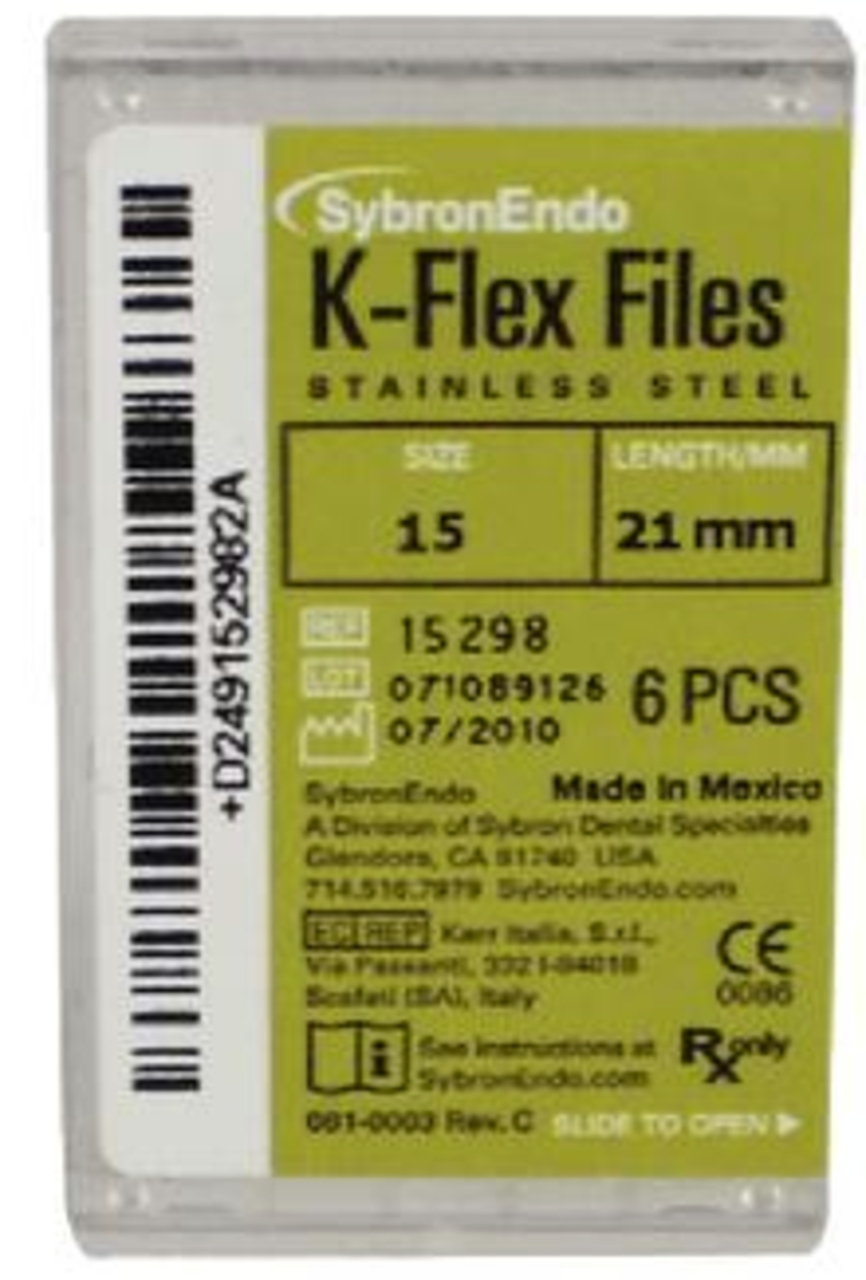 +D249152982A
SybronEndo
K-Flex Files
STAINLESS STEEL
SIZE LENGTH/MM
15 21 mm
REF 15298
LOT 071089126 6 PCS
07/2010
SybronEndo Made In Mexico
A Division of Sybron Dental Specialties
Glendora, CA 91740 USA
714.516.7979 SybronEndo.com
EC REP Kerr Italia, S.r.l.,
Via Passanti, 332 I-84018
Scafati (SA), Italy
CE
0086
See instructions at Rx only
SybronEndo.com
081-0003 Rev. C SLIDE TO OPEN